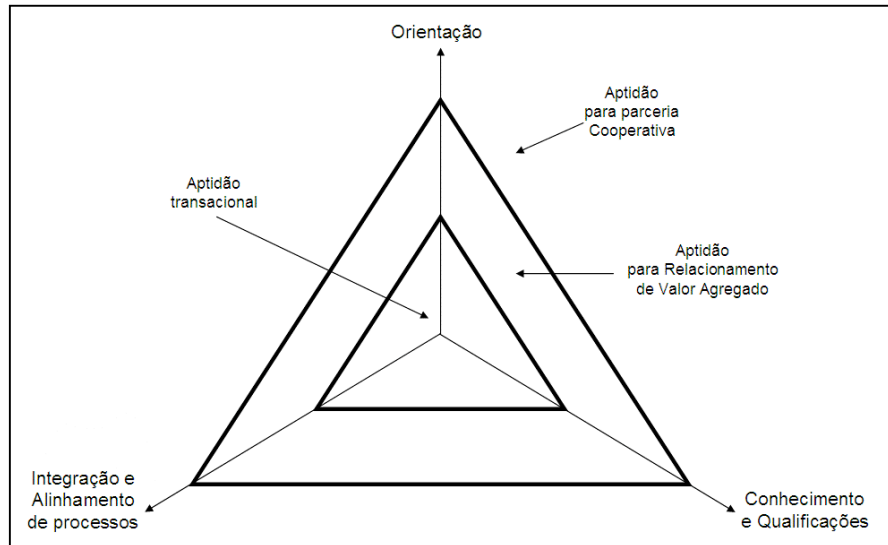 Orientação
Aptidão
para parceria
Cooperativa
Aptidão
transacional
Aptidão
para Relacionamento
de Valor Agregado
Integração e
Alinhamento
de processos
Conhecimento
e Qualificações